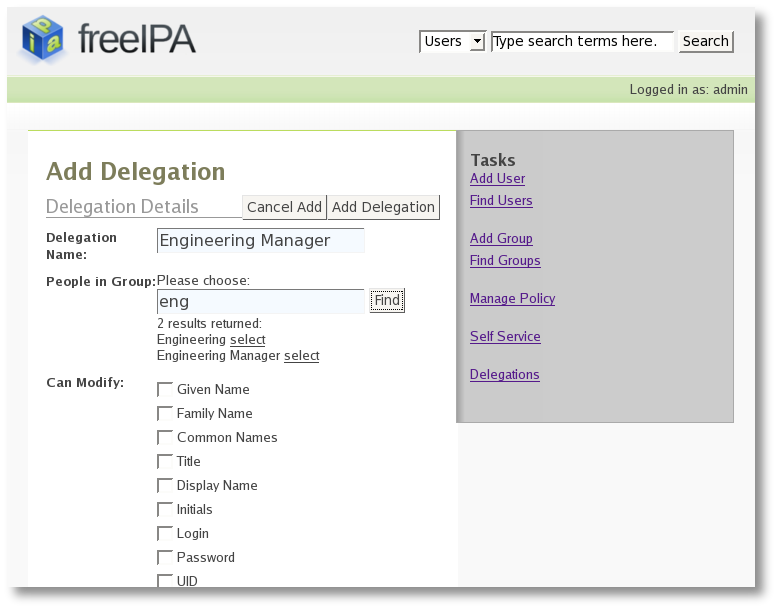 ipa freeIPA
Users Type search terms here. Search
Logged in as: admin
Add Delegation
Delegation Details Cancel Add Add Delegation
Delegation Name: Engineering Manager
People in Group: Please choose:
eng Find
2 results returned:
Engineering select
Engineering Manager select
Can Modify:
Given Name
Family Name
Common Names
Title
Display Name
Initials
Login
Password
UID
Tasks
Add User
Find Users
Add Group
Find Groups
Manage Policy
Self Service
Delegations